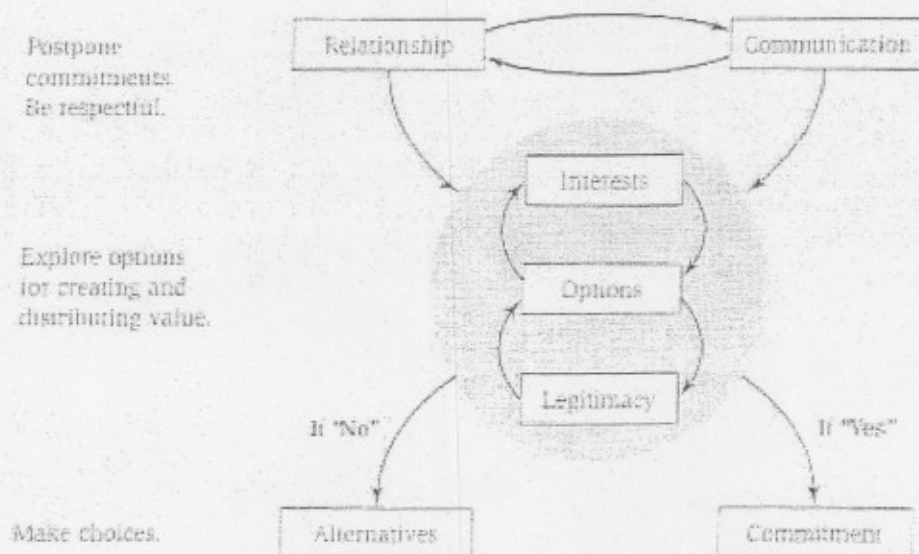 Postpone
commitments.
Be respectful.
Relationship
Communication
Interests
Explore options
for creating and
distributing value.
Options
Legitimacy
If "No"
If "Yes"
Make choices.
Alternatives
Commitment